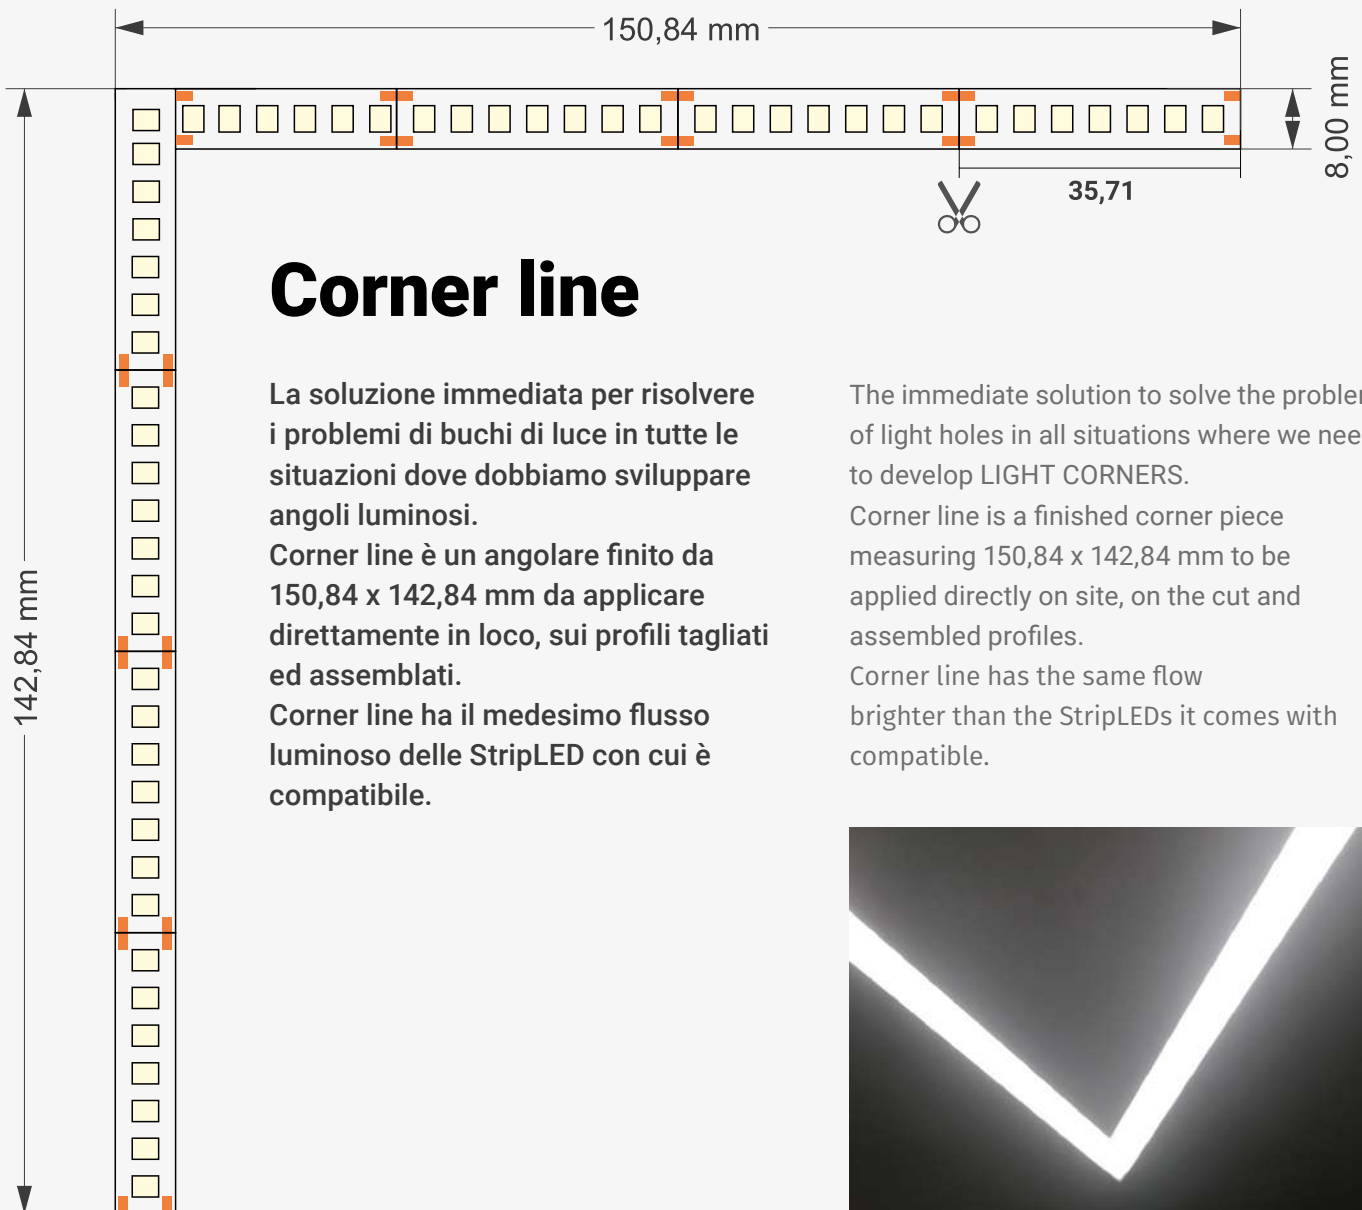 150,84 mm
8,00 mm
35,71
142,84 mm
Corner line
La soluzione immediata per risolvere
i problemi di buchi di luce in tutte le
situazioni dove dobbiamo sviluppare
angoli luminosi.
Corner line è un angolare finito da
150,84 x 142,84 mm da applicare
direttamente in loco, sui profili tagliati
ed assemblati.
Corner line ha il medesimo flusso
luminoso delle StripLED con cui è
compatibile.
The immediate solution to solve the
of light holes in all situations where we
to develop LIGHT CORNERS.
Corner line is a finished corner piece
measuring 150,84 x 142,84 mm to be
applied directly on site, on the cut and
assembled profiles.
Corner line has the same flow
brighter than the StripLEDs it comes with
compatible.